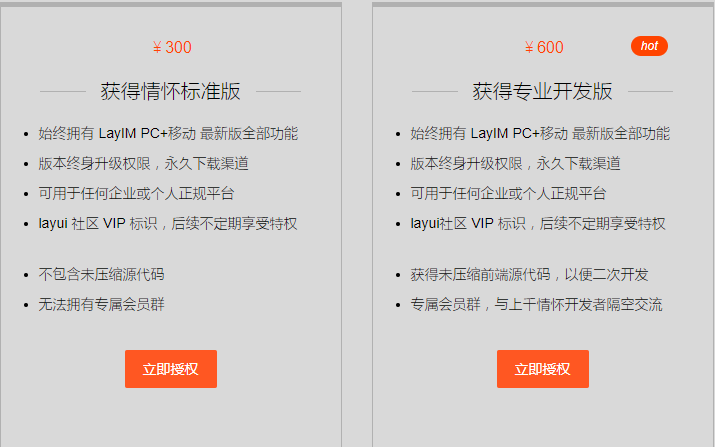 ¥ 300
获得情怀标准版
始终拥有 LayIM PC+移动 最新版全部功能
版本终身升级权限，永久下载渠道
可用于任何企业或个人正规平台
layui 社区 VIP 标识，后续不定期享受特权
不包含未压缩源代码
无法拥有专属会员群
立即授权
¥ 600
hot
获得专业开发版
始终拥有 LayIM PC+移动 最新版全部功能
版本终身升级权限，永久下载渠道
可用于任何企业或个人正规平台
layui社区 VIP 标识，后续不定期享受特权
获得未压缩前端源代码，以便二次开发
专属会员群，与上千情怀开发者隔空交流
立即授权